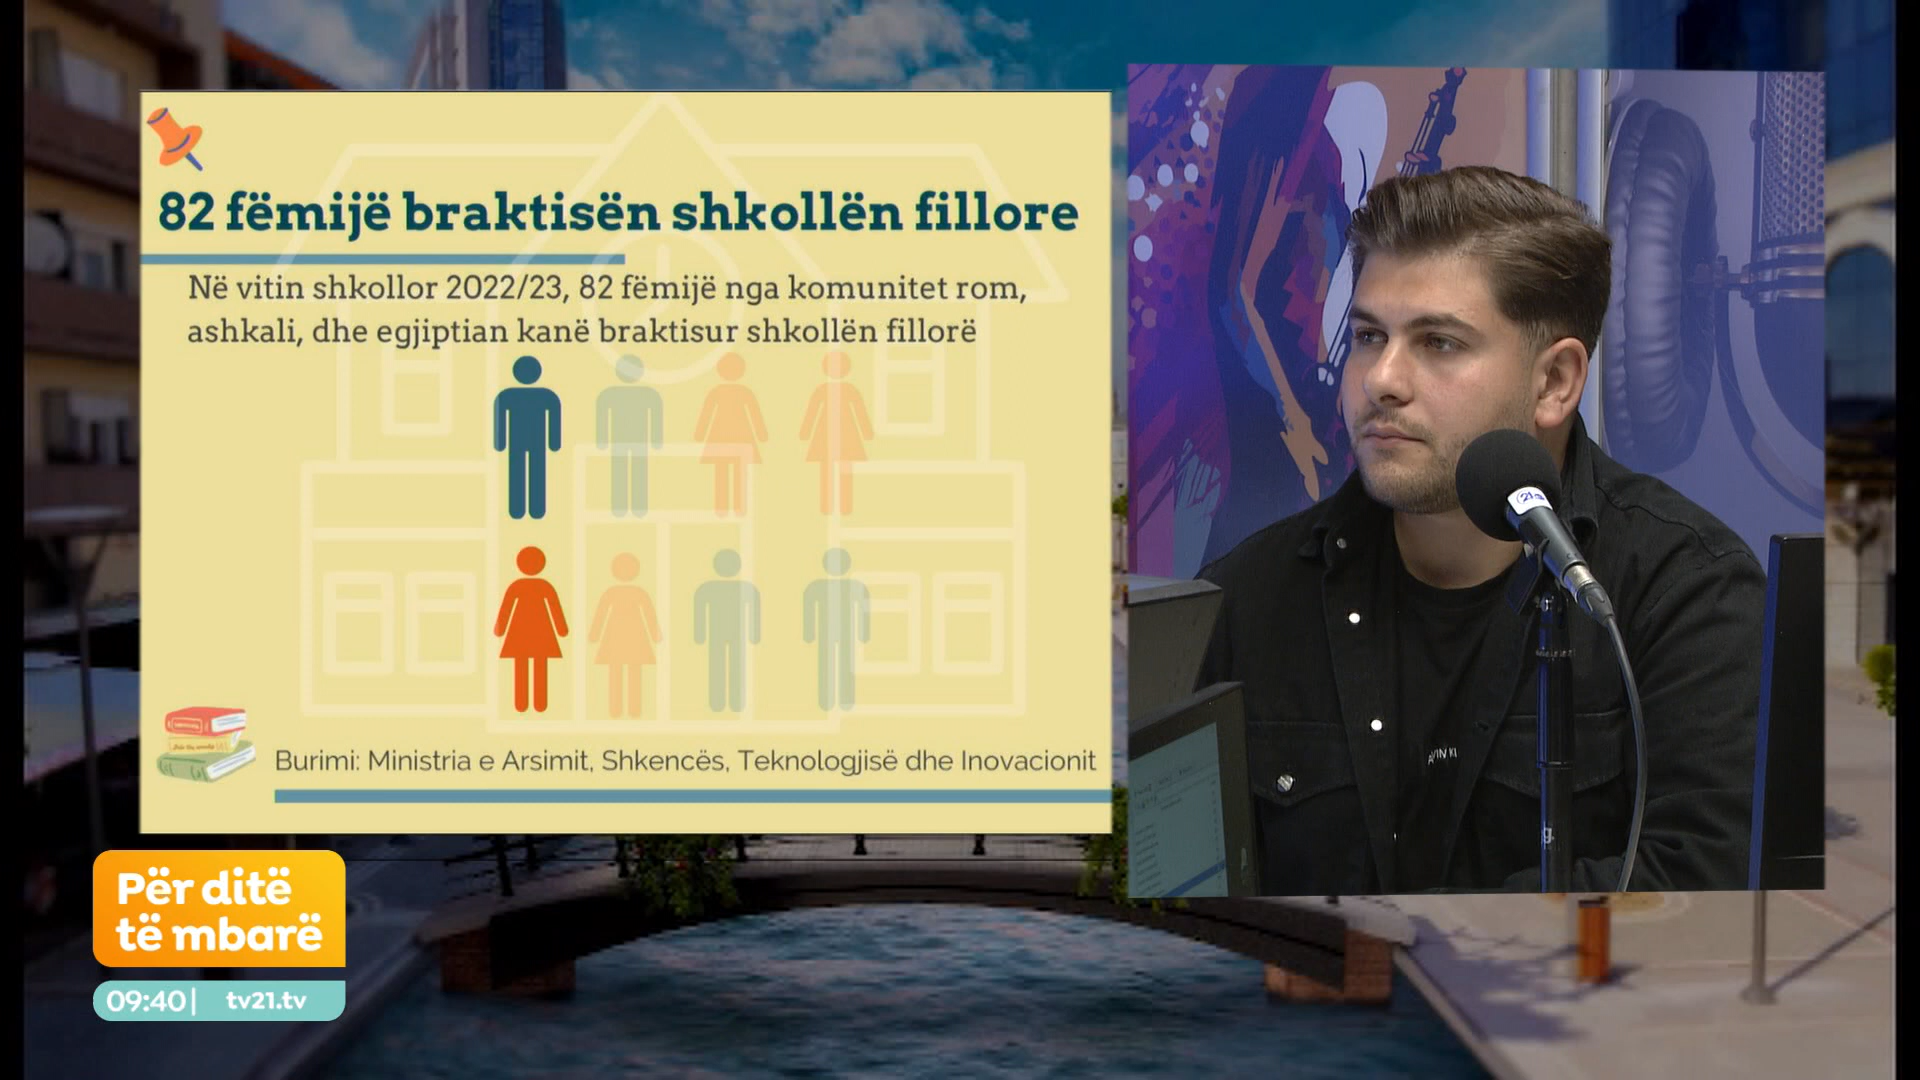 82 fëmijë braktisën shkollën fillore
Në vitin shkollor 2022/23, 82 fëmijë nga komunitet rom,
ashkali, dhe egjiptian kanë braktisur shkollën fillorë
Burimi: Ministria e Arsimit, Shkencës, Teknologjisë dhe Inovacionit
21
Për ditë
të mbarë
09:40| tv21.tv